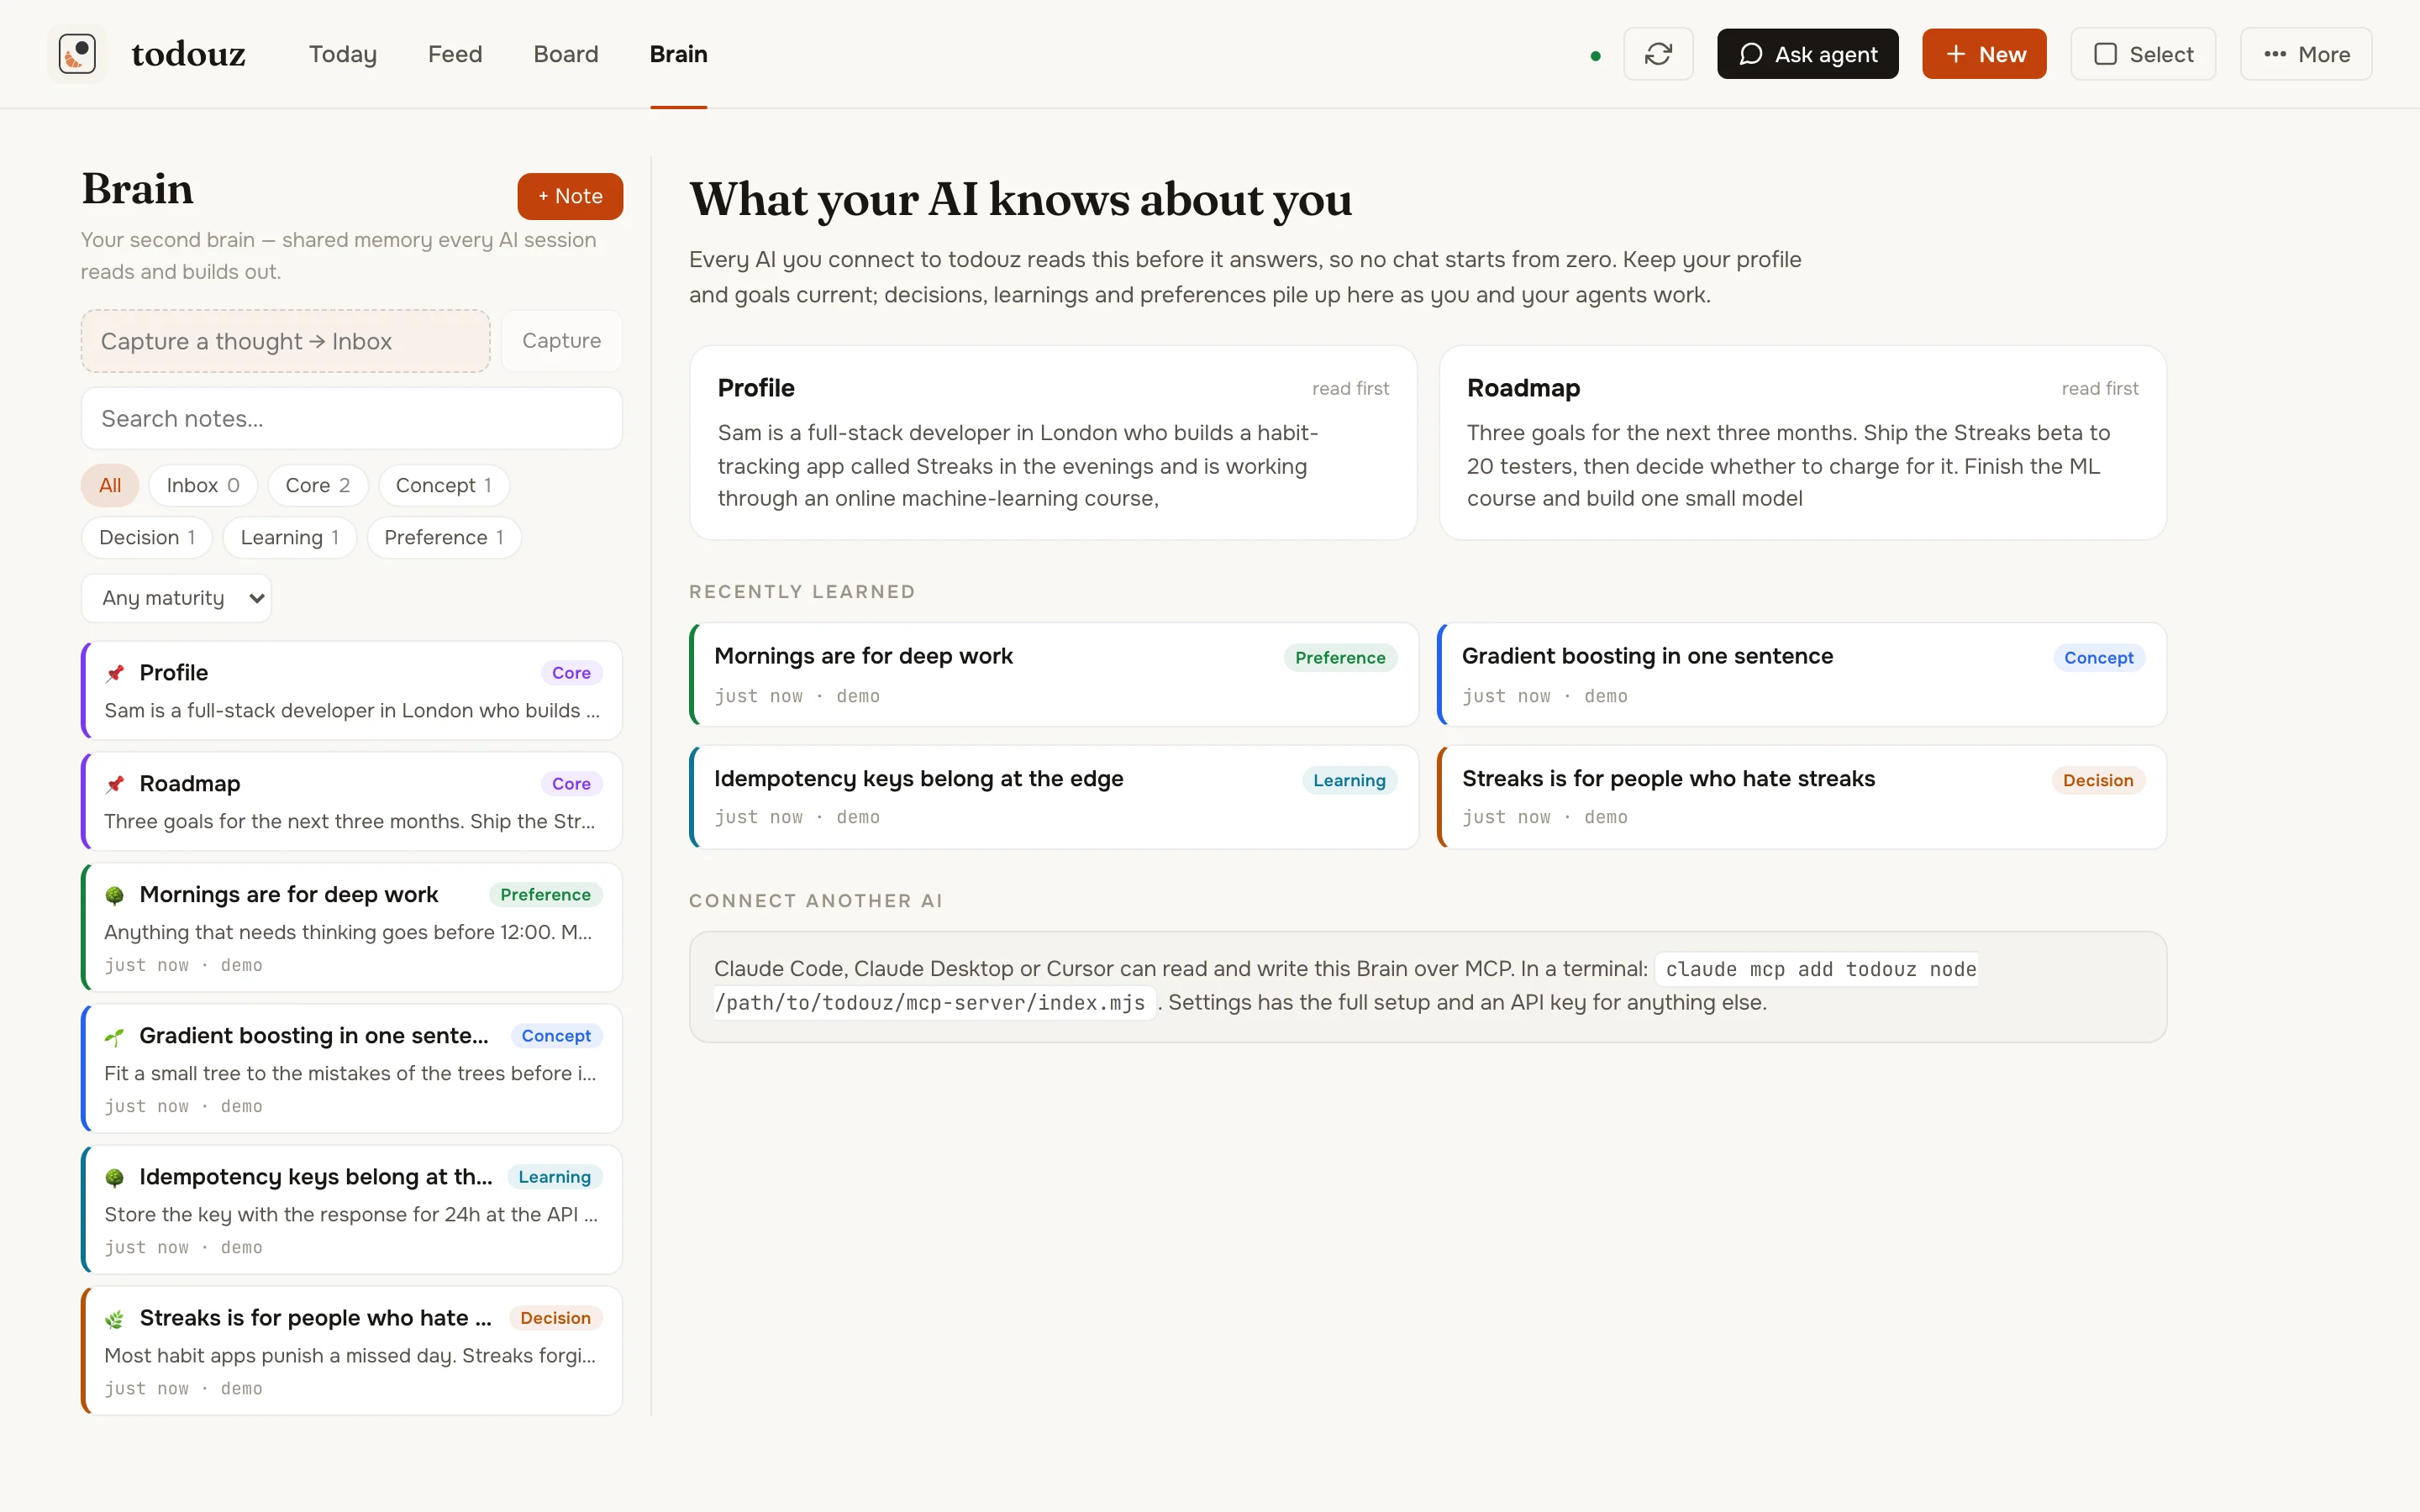 todouz
Today
Feed
Board
Brain
Ask agent
+ New
Select
••• More
Brain
+ Note
Your second brain — shared memory every AI session
reads and builds out.
Capture a thought → Inbox
Capture
Search notes...
All
Inbox 0
Core 2
Concept 1
Decision 1
Learning 1
Preference 1
Any maturity
Profile
Core
Sam is a full-stack developer in London who builds ...
Roadmap
Core
Three goals for the next three months. Ship the Str...
Mornings are for deep work
Preference
Anything that needs thinking goes before 12:00. M...
just now · demo
Gradient boosting in one sente...
Concept
Fit a small tree to the mistakes of the trees before i...
just now · demo
Idempotency keys belong at th...
Learning
Store the key with the response for 24h at the API ...
just now · demo
Streaks is for people who hate ...
Decision
Most habit apps punish a missed day. Streaks forgi...
just now · demo
What your AI knows about you
Every AI you connect to todouz reads this before it answers, so no chat starts from zero. Keep your profile
and goals current; decisions, learnings and preferences pile up here as you and your agents work.
Profile
read first
Sam is a full-stack developer in London who builds a habit-
tracking app called Streaks in the evenings and is working
through an online machine-learning course,
Roadmap
read first
Three goals for the next three months. Ship the Streaks beta to
20 testers, then decide whether to charge for it. Finish the ML
course and build one small model
RECENTLY LEARNED
Mornings are for deep work
Preference
just now · demo
Gradient boosting in one sentence
Concept
just now · demo
Idempotency keys belong at the edge
Learning
just now · demo
Streaks is for people who hate streaks
Decision
just now · demo
CONNECT ANOTHER AI
Claude Code, Claude Desktop or Cursor can read and write this Brain over MCP. In a terminal: claude mcp add todouz node
/path/to/todouz/mcp-server/index.mjs . Settings has the full setup and an API key for anything else.